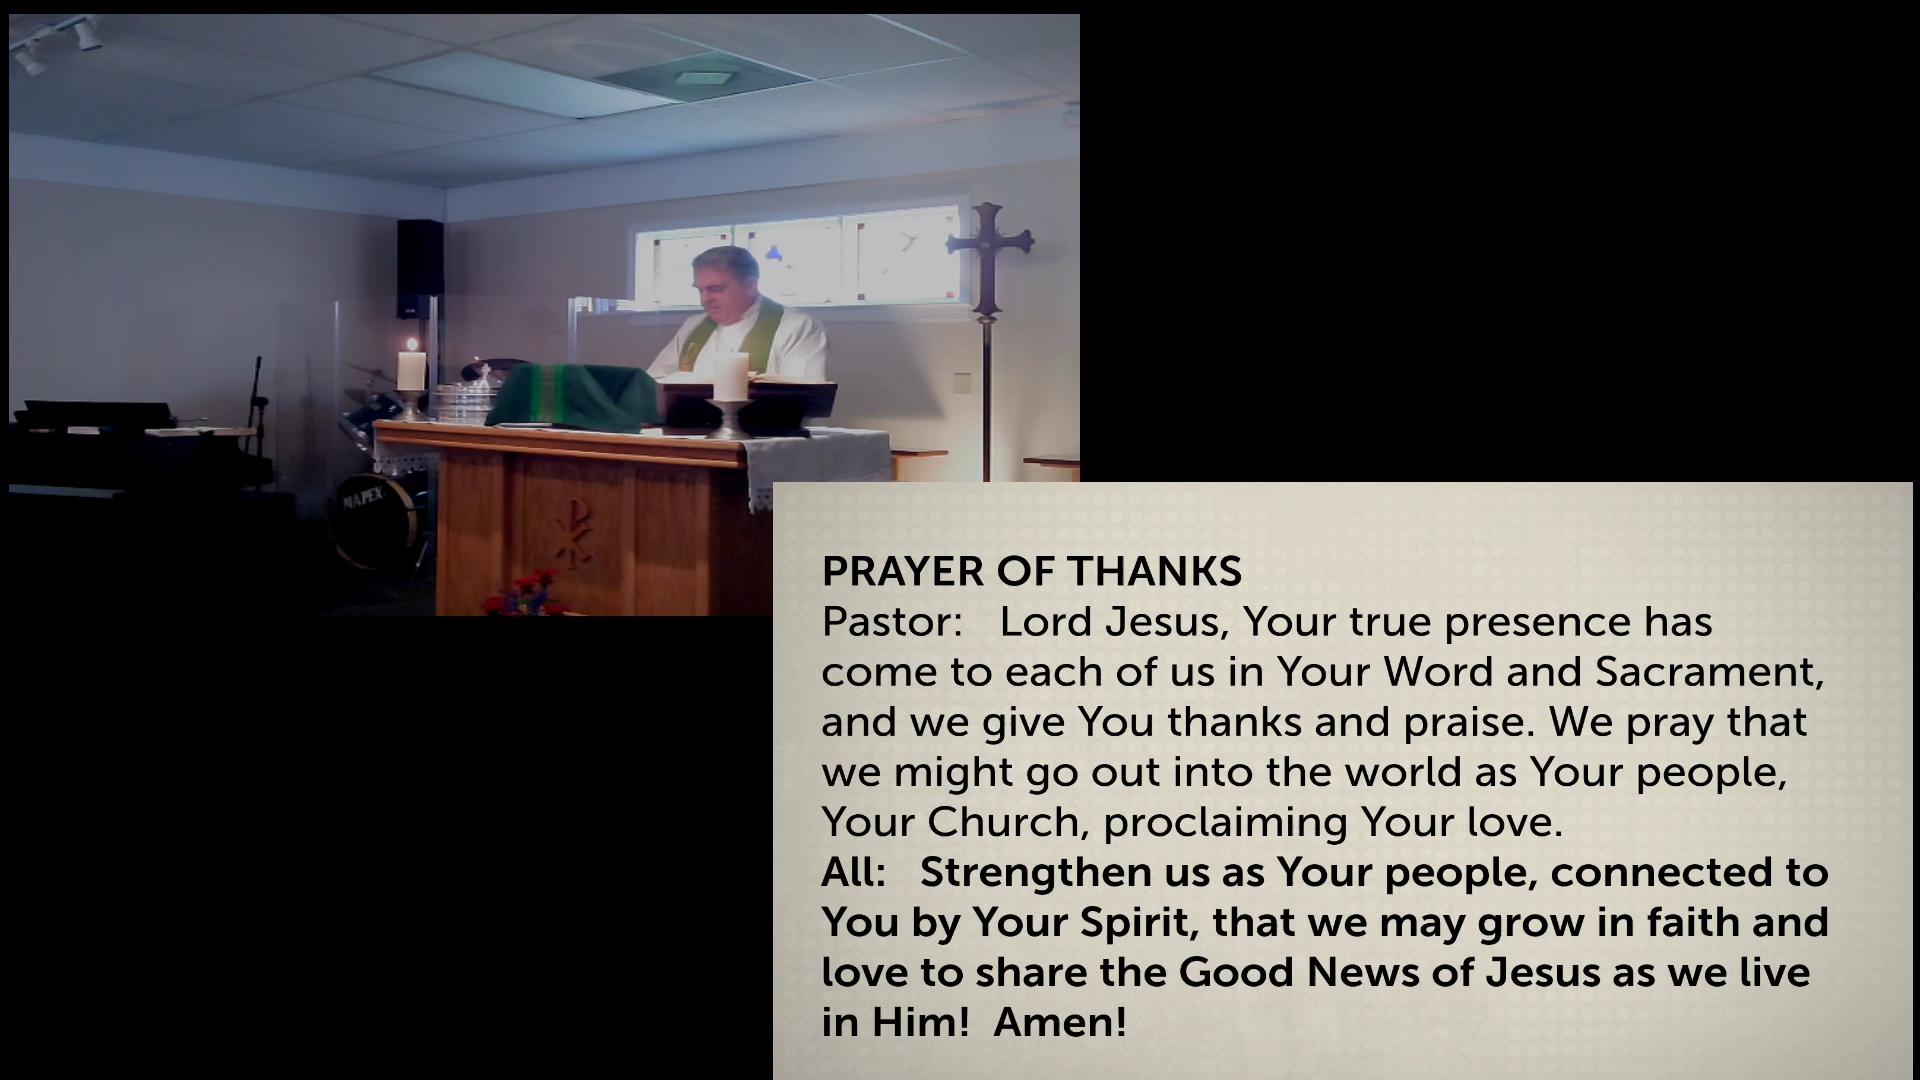 MAPEX
PRAYER OF THANKS
Pastor:   Lord Jesus, Your true presence has
come to each of us in Your Word and Sacrament,
and we give You thanks and praise. We pray that
we might go out into the world as Your people,
Your Church, proclaiming Your love.
All:   Strengthen us as Your people, connected to
You by Your Spirit, that we may grow in faith and
love to share the Good News of Jesus as we live
in Him!  Amen!